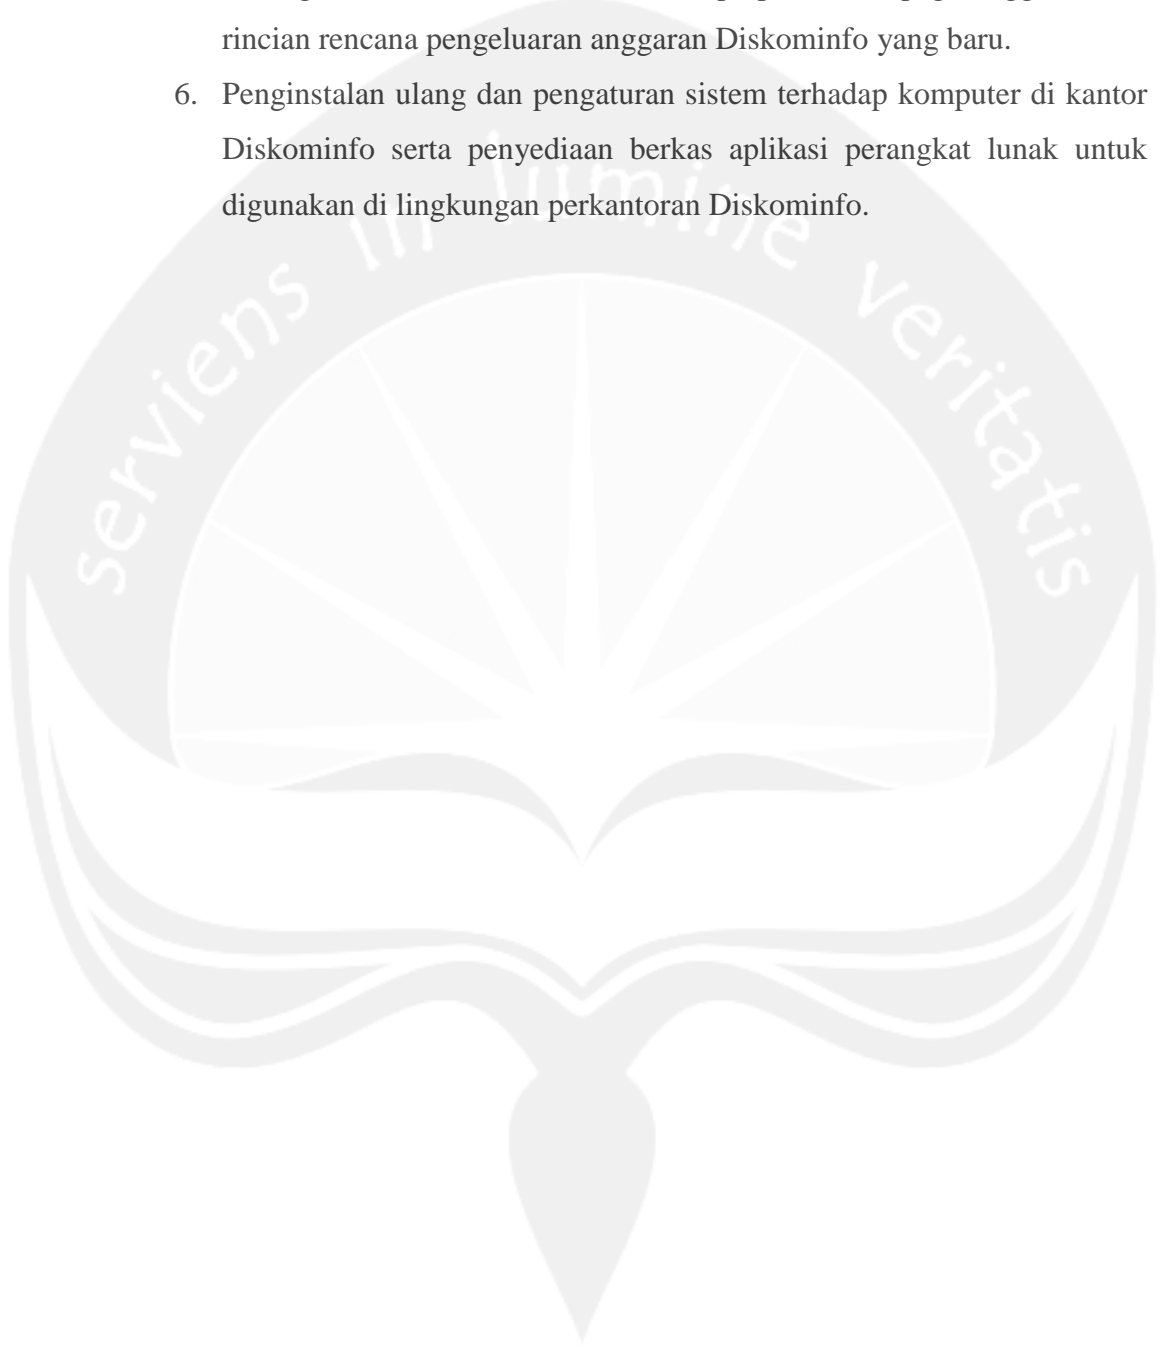 rincian rencana pengeluaran anggaran Diskominfo yang baru.
6. Penginstalan ulang dan pengaturan sistem terhadap komputer di kantor
Diskominfo serta penyediaan berkas aplikasi perangkat lunak untuk
digunakan di lingkungan perkantoran Diskominfo.
serviens in lumine veritatis